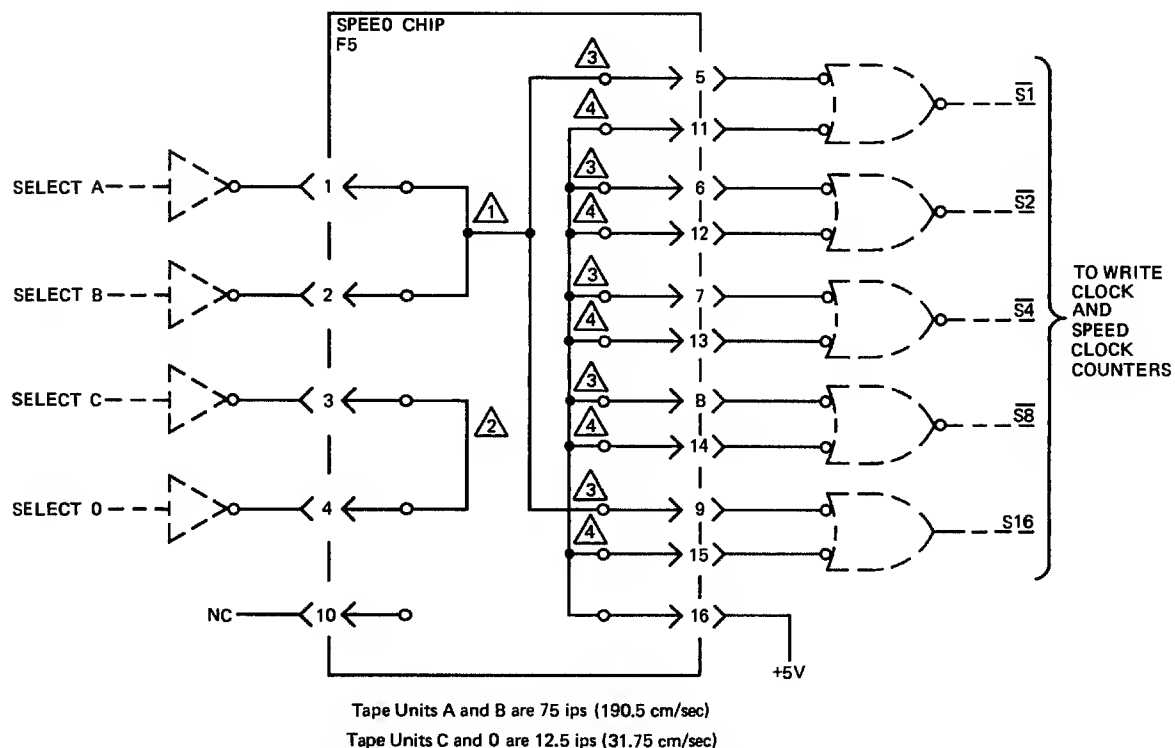 SPEEO CHIP
F5
3
5
S1
4
11
SELECT A
1
3
6
S2
1
4
12
SELECT B
2
3
7
S4
4
13
TO WRITE
CLOCK
AND
SPEED
CLOCK
COUNTERS
SELECT C
3
3
B
S8
2
4
14
SELECT 0
4
3
9
S16
4
15
NC
10
16
+5V
Tape Units A and B are 75 ips (190.5 cm/sec)
Tape Units C and 0 are 12.5 ips (31.75 cm/sec)